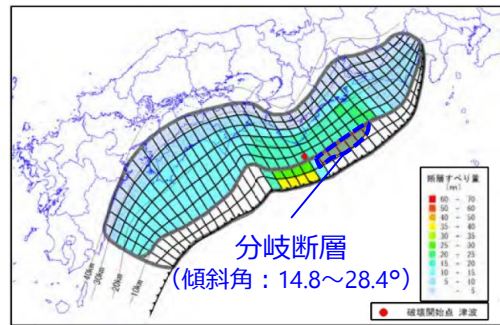 分岐断層
(傾斜角：14.8～28.4°)
40km
30km
20km
10km
断層すべり量
(m)
60 - 70
50 - 60
40 - 50
35 - 40
30 - 35
25 - 30
20 - 25
15 - 20
10 - 15
5 - 10
- 5
破壊開始点 津波